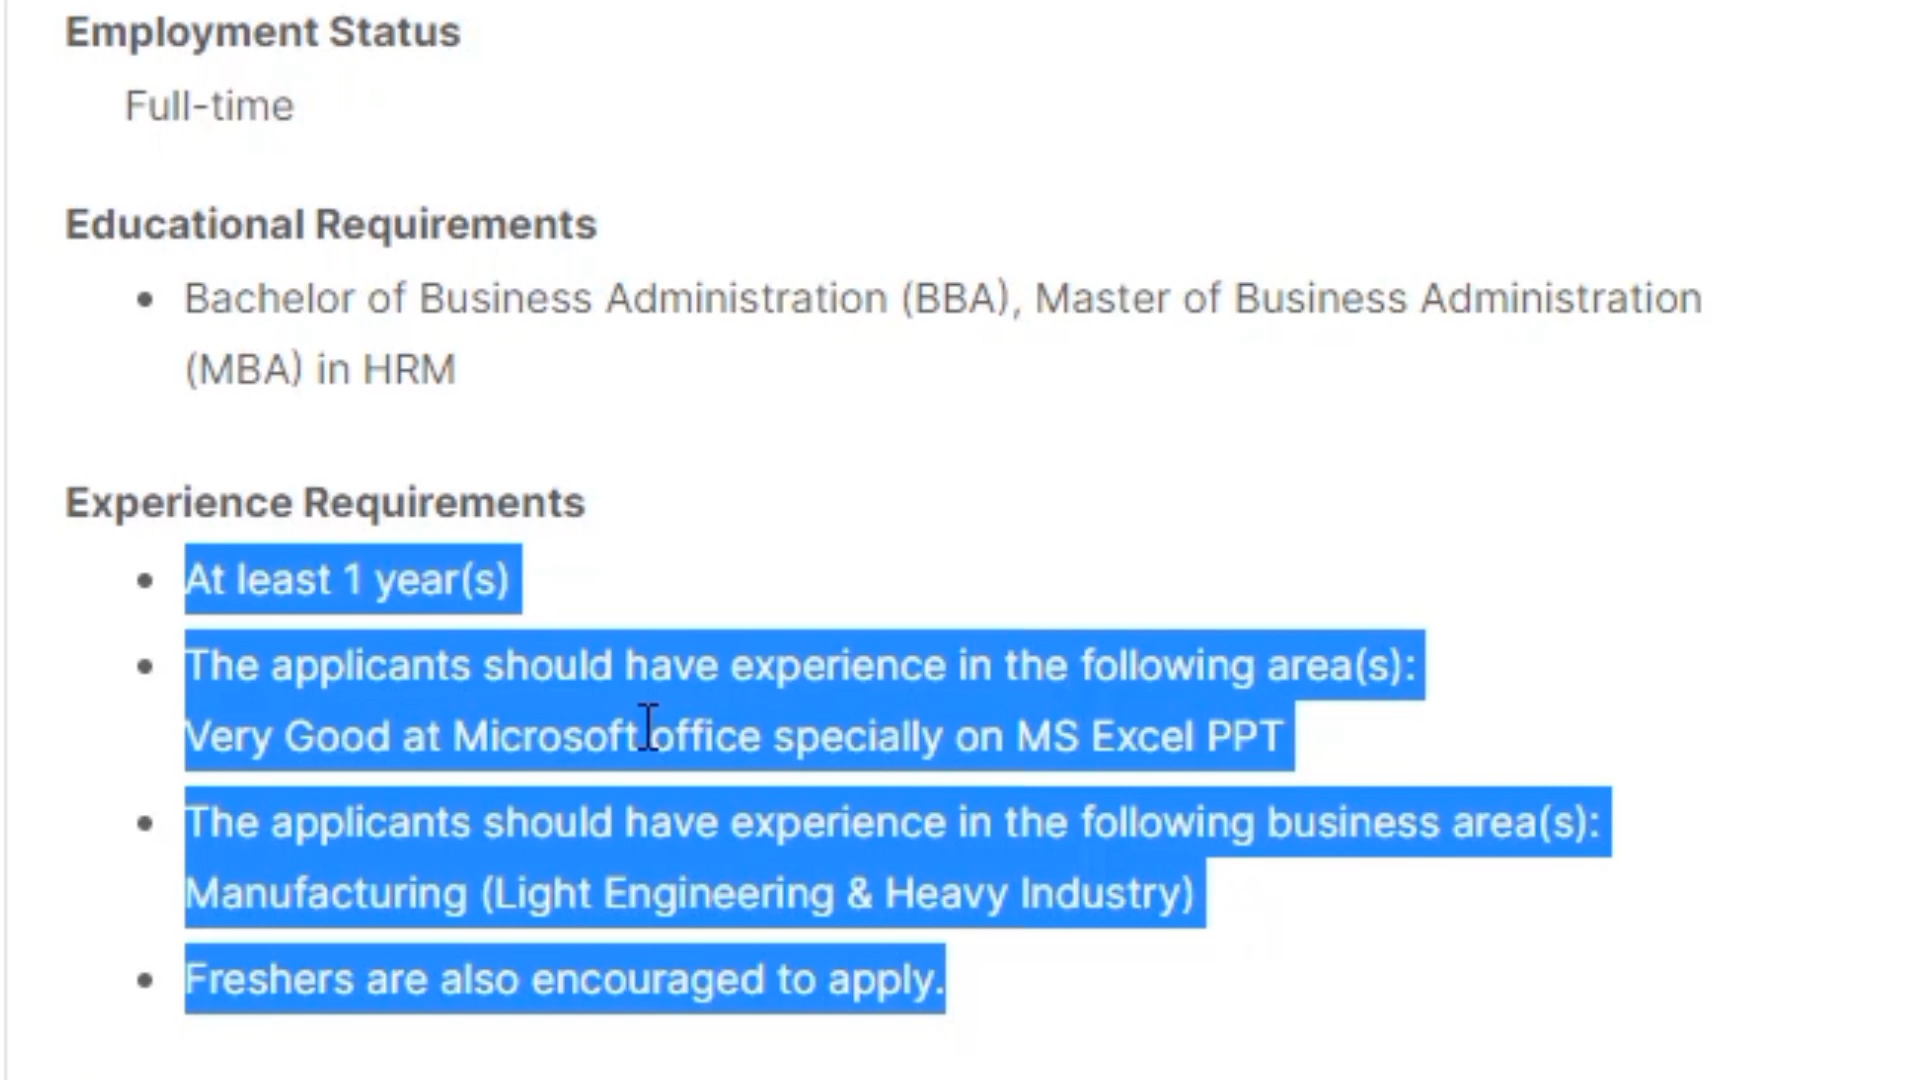 Employment Status
Full-time
Educational Requirements
Bachelor of Business Administration (BBA), Master of Business Administration
(MBA) in HRM
Experience Requirements
At least 1 year(s)
The applicants should have experience in the following area(s):
Very Good at Microsoft office specially on MS Excel PPT
The applicants should have experience in the following business area(s):
Manufacturing (Light Engineering & Heavy Industry)
Freshers are also encouraged to apply.